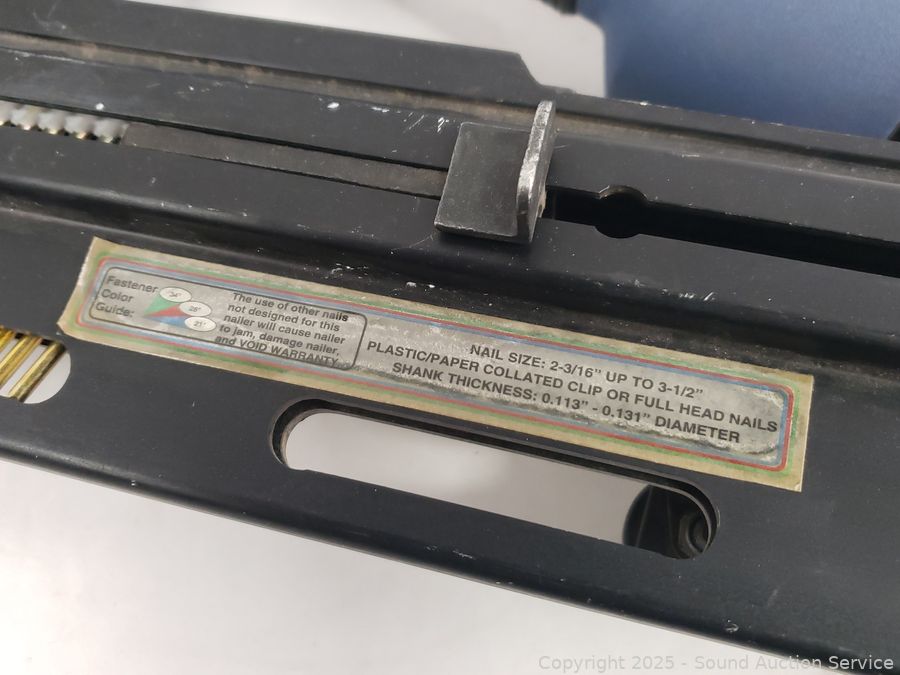 Fastener
Color
Guide:
34°
28°
21°
The use of other nails
not designed for this
nailer will cause nailer
to jam, damage nailer,
and VOID WARRANTY
NAIL SIZE: 2-3/16" UP TO 3-1/2"
PLASTIC/PAPER COLLATED CLIP OR FULL HEAD NAILS
SHANK THICKNESS: 0.113" - 0.131" DIAMETER
Copyright 2025 - Sound Auction Service